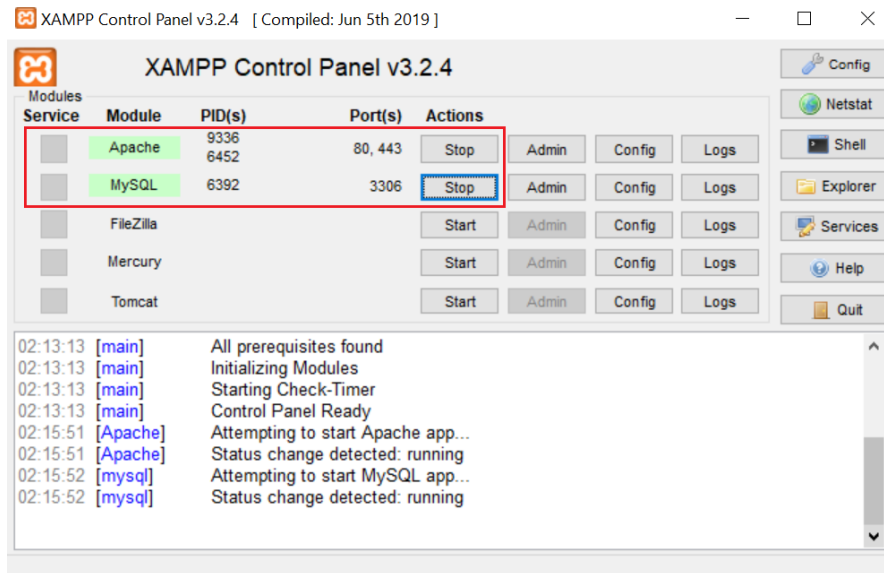 XAMPP Control Panel v3.2.4 [ Compiled: Jun 5th 2019 ]
XAMPP Control Panel v3.2.4
Config
Modules
Service Module PID(s) Port(s) Actions
Netstat
Apache 9336 6452 80, 443 Stop Admin Config Logs
Shell
MySQL 6392 3306 Stop Admin Config Logs
Explorer
FileZilla Start Admin Config Logs
Services
Mercury Start Admin Config Logs
Help
Tomcat Start Admin Config Logs
Quit
02:13:13 [main] All prerequisites found
02:13:13 [main] Initializing Modules
02:13:13 [main] Starting Check-Timer
02:13:13 [main] Control Panel Ready
02:15:51 [Apache] Attempting to start Apache app...
02:15:51 [Apache] Status change detected: running
02:15:52 [mysql] Attempting to start MySQL app...
02:15:52 [mysql] Status change detected: running